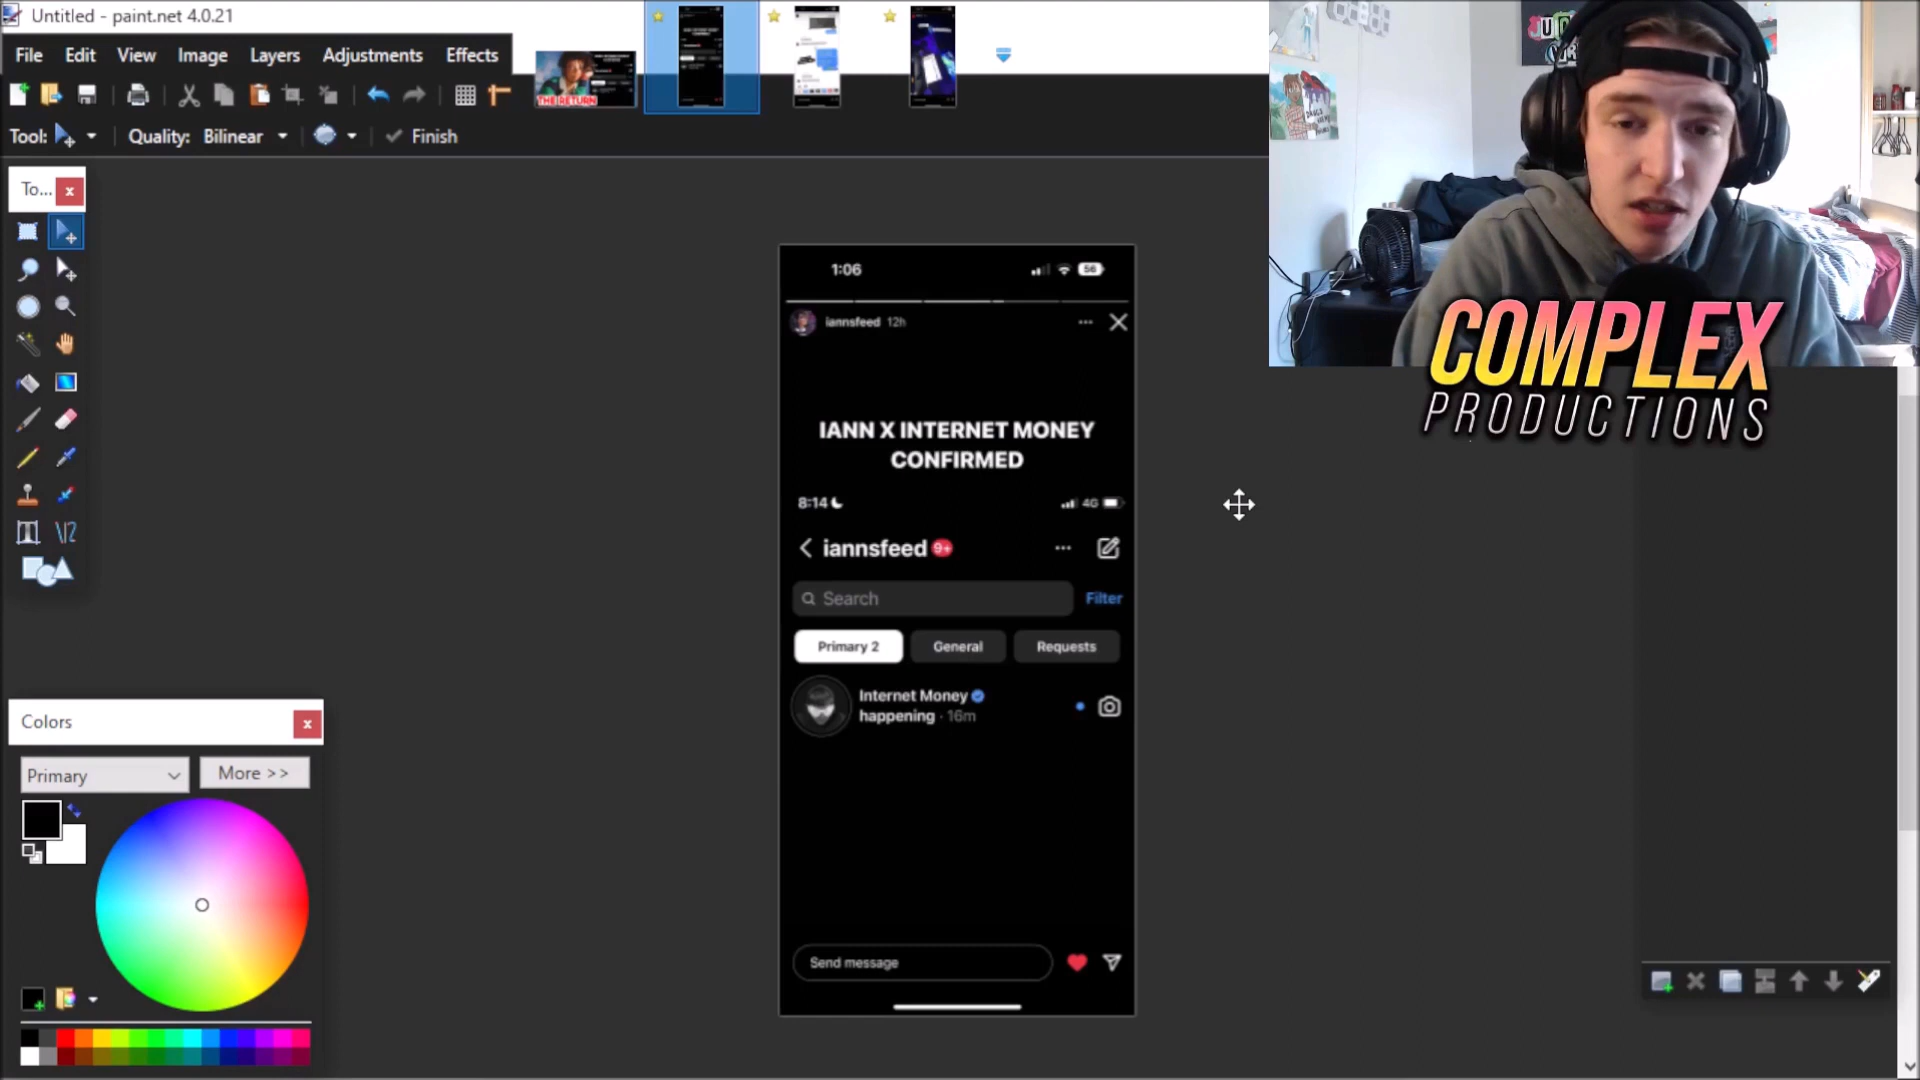 Untitled - paint.net 4.0.21
File Edit View Image Layers Adjustments Effects
THE RETURN
Tool: Quality: Bilinear Finish
To...
1:06 56
iannsfeed 12h
COMPLEX
PRODUCTIONS
IANN X INTERNET MONEY
CONFIRMED
8:14 4G
iannsfeed 9+
Search Filter
Primary 2 General Requests
Internet Money
happening · 16m
Colors
Primary More >>
Send message